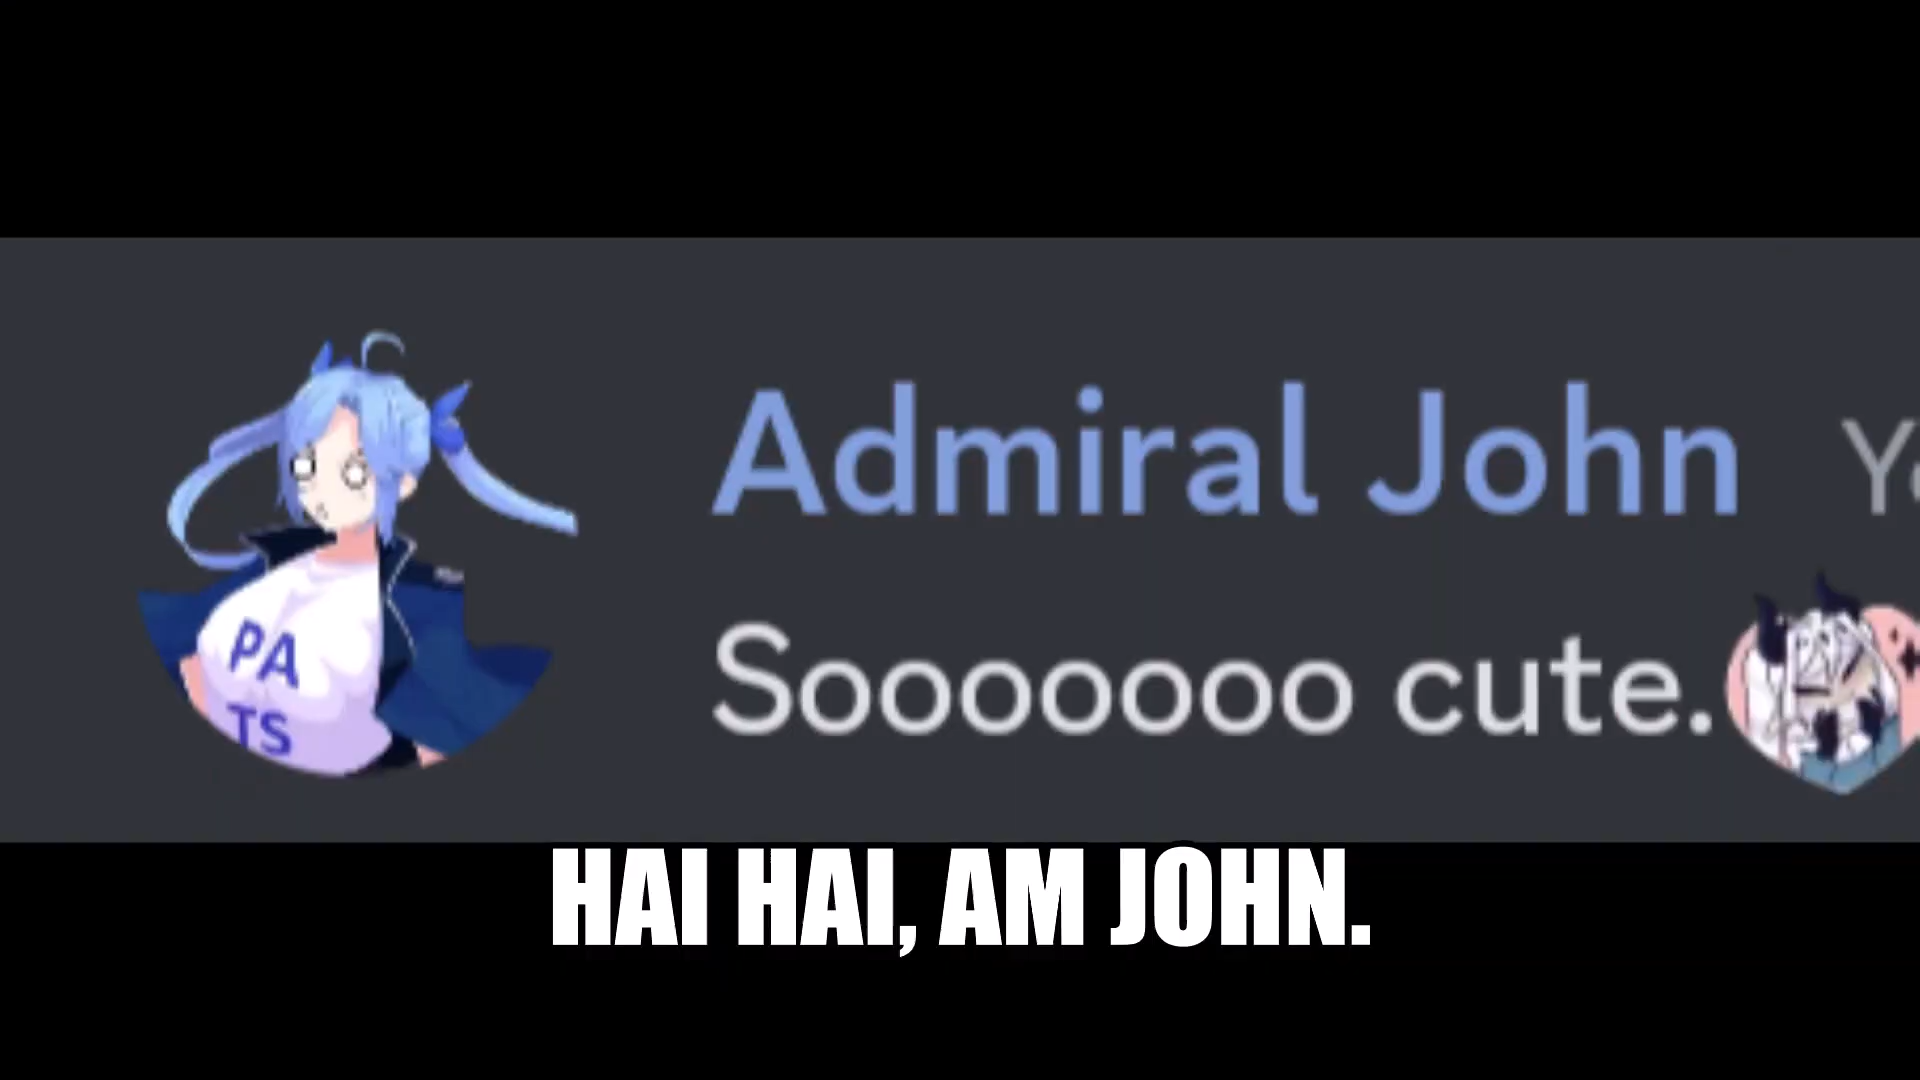 Admiral John
Sooooooo cute.
PA
TS
HAI HAI, AM JOHN.